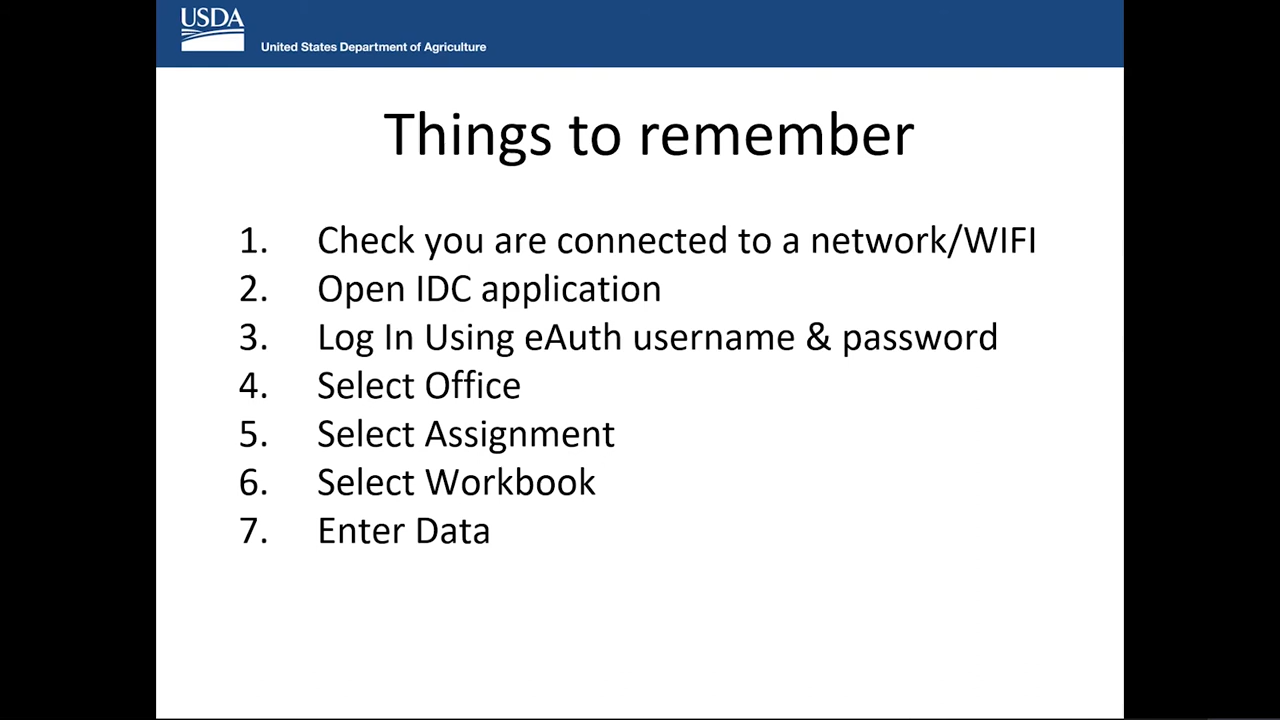 USDA
United States Department of Agriculture
Things to remember
1. Check you are connected to a network/WIFI
2. Open IDC application
3. Log In Using eAuth username & password
4. Select Office
5. Select Assignment
6. Select Workbook
7. Enter Data